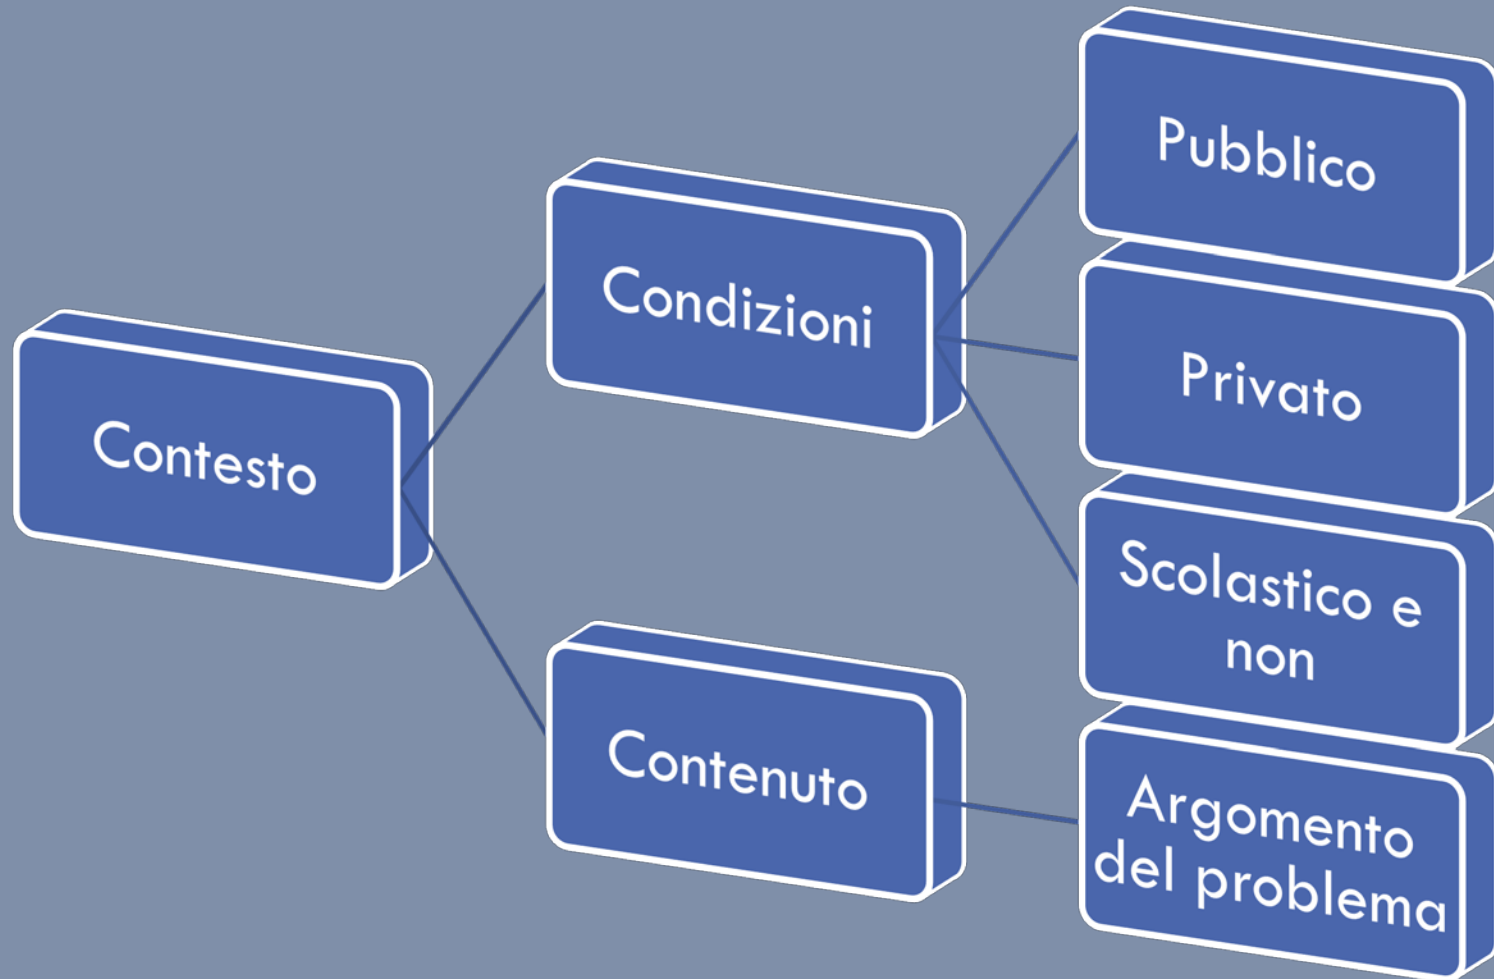 Contesto
Condizioni
Contenuto
Pubblico
Privato
Scolastico e
non
Argomento
del problema